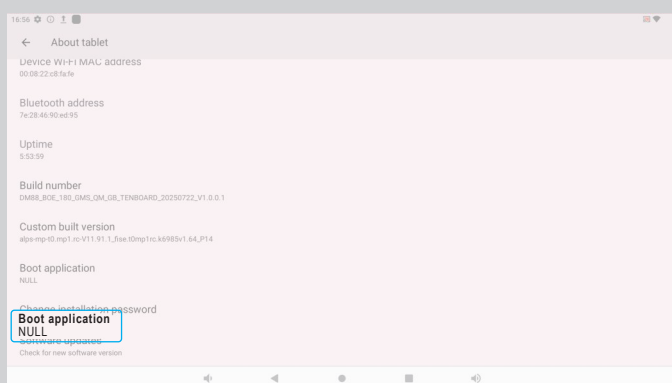 16:56
About tablet
Device Wi-Fi MAC address
00:08:22:c8:fa:fe
Bluetooth address
7e:28:46:90:ed:95
Uptime
5:53:59
Build number
DMS8_BOE_180_GMS_QM_GB_TENBOARD_20250722_V1.0.0.1
Custom built version
alps-mp-t0.mp1.rc-V11.91.1_fise.t0mp1rc.k6985v1.64_P14
Boot application
NULL
Change installation password
Boot application
NULL
Software updates
Check for new software version